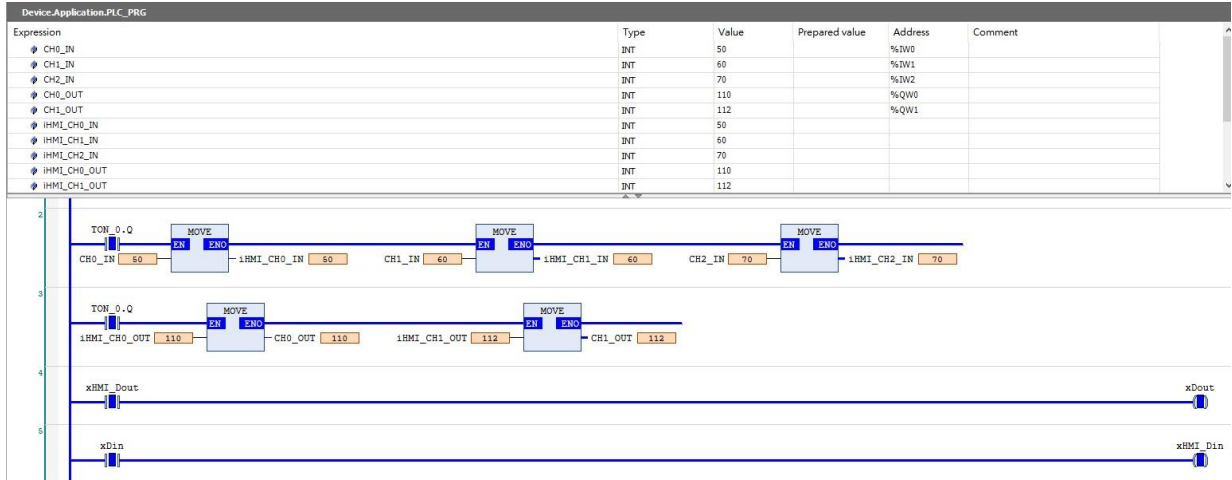 Device.Application.PLC_PRG
Expression Type Value Prepared value Address Comment
CH0_IN INT 50 %IW0
CH1_IN INT 60 %IW1
CH2_IN INT 70 %IW2
CH0_OUT INT 110 %QW0
CH1_OUT INT 112 %QW1
iHMI_CH0_IN INT 50
iHMI_CH1_IN INT 60
iHMI_CH2_IN INT 70
iHMI_CH0_OUT INT 110
iHMI_CH1_OUT INT 112
2
TON_0.Q MOVE MOVE MOVE
EN ENO EN ENO EN ENO
CH0_IN 50 iHMI_CH0_IN 50 CH1_IN 60 iHMI_CH1_IN 60 CH2_IN 70 iHMI_CH2_IN 70
3
TON_0.Q MOVE MOVE
EN ENO EN ENO
iHMI_CH0_OUT 110 CH0_OUT 110 iHMI_CH1_OUT 112 CH1_OUT 112
4
xHMI_Dout xDout
5
xDin xHMI_Din